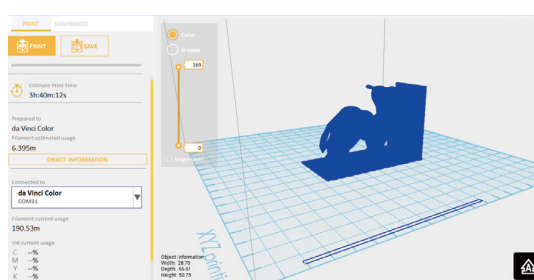 PRINT DASHBOARD
PRINT SAVE
Estimate Print Time
3h:40m:12s
Prepared to
da Vinci Color
Filament estimated usage
6.395m
OBJECT INFORMATION
Connected to
da Vinci Color
COM31
Filament current usage
190.53m
Ink current usage
C --%
M --%
Y --%
K --%
Color
169
0
Single Layer
Object information
Width: 28.70
Depth: 65.61
Height: 50.75